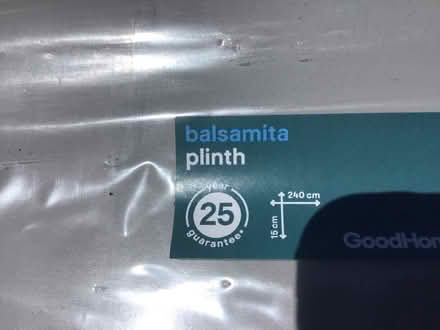 balsamita
plinth
year
25
guarantee*
240 cm
15 cm
GoodHom